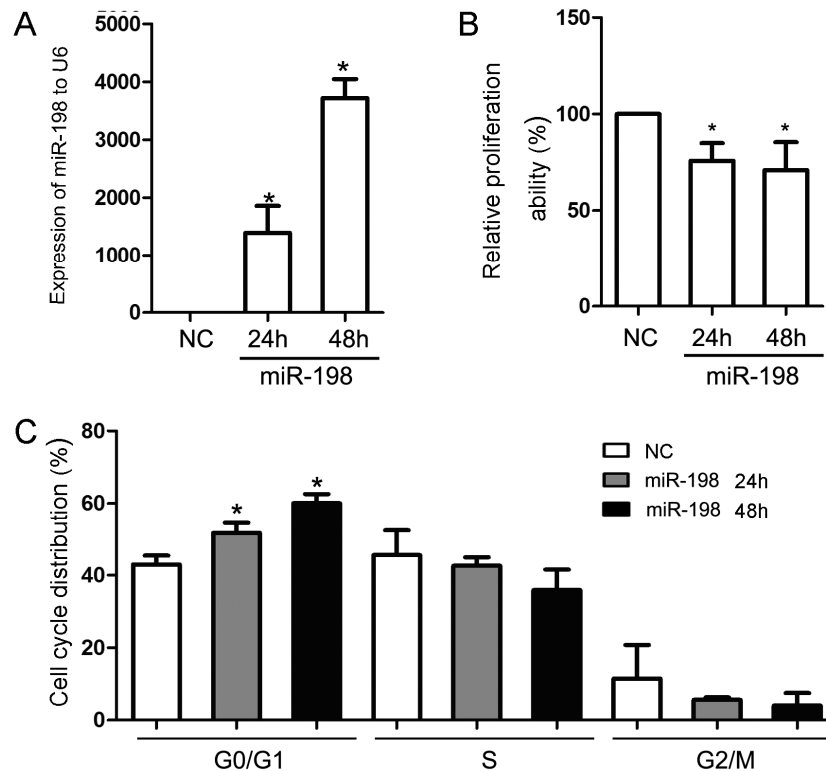 A
Expression of miR-198 to U6
5000
4000
3000
2000
1000
0
*
*
NC
24h
48h
miR-198
B
Relative proliferation
ability (%)
150
100
50
0
*
*
NC
24h
48h
miR-198
C
Cell cycle distribution (%)
80
60
40
20
0
*
*
NC
miR-198 24h
miR-198 48h
G0/G1
S
G2/M